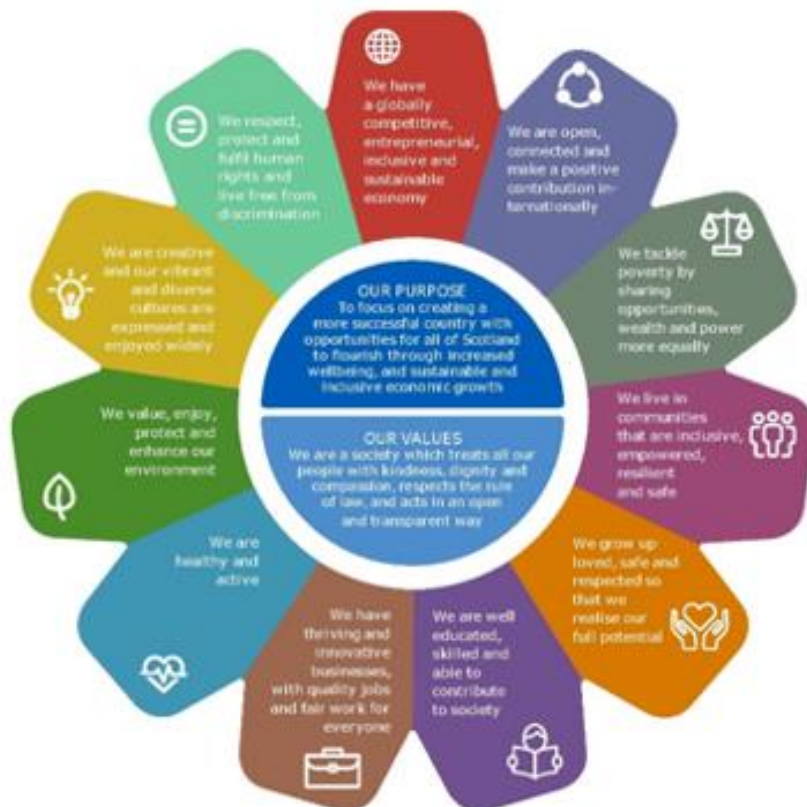 We have
a globally
competitive,
entrepreneurial,
inclusive and
sustainable
economy
We are open,
connected and
make a positive
contribution in-
ternationally
We tackle
poverty by
sharing
opportunities,
wealth and power
more equally
We live in
communities
that are inclusive,
empowered,
resilient
and safe
We grow up
loved, safe and
respected so
that we
realise our
full potential
We are well
educated,
skilled and
able to
contribute
to society
We have
thriving and
innovative
businesses,
with quality jobs
and fair work for
everyone
We are
healthy and
active
We value, enjoy,
protect and
enhance our
environment
We are creative
and our vibrant
and diverse
cultures are
expressed and
enjoyed widely
We respect,
protect and
fulfil human
rights and
live free from
discrimination
OUR PURPOSE
To focus on creating a
more successful country with
opportunities for all of Scotland
to flourish through increased
wellbeing, and sustainable and
inclusive economic growth
OUR VALUES
We are a society which treats all our
people with kindness, dignity and
compassion, respects the rule
of law, and acts in an open
and transparent way